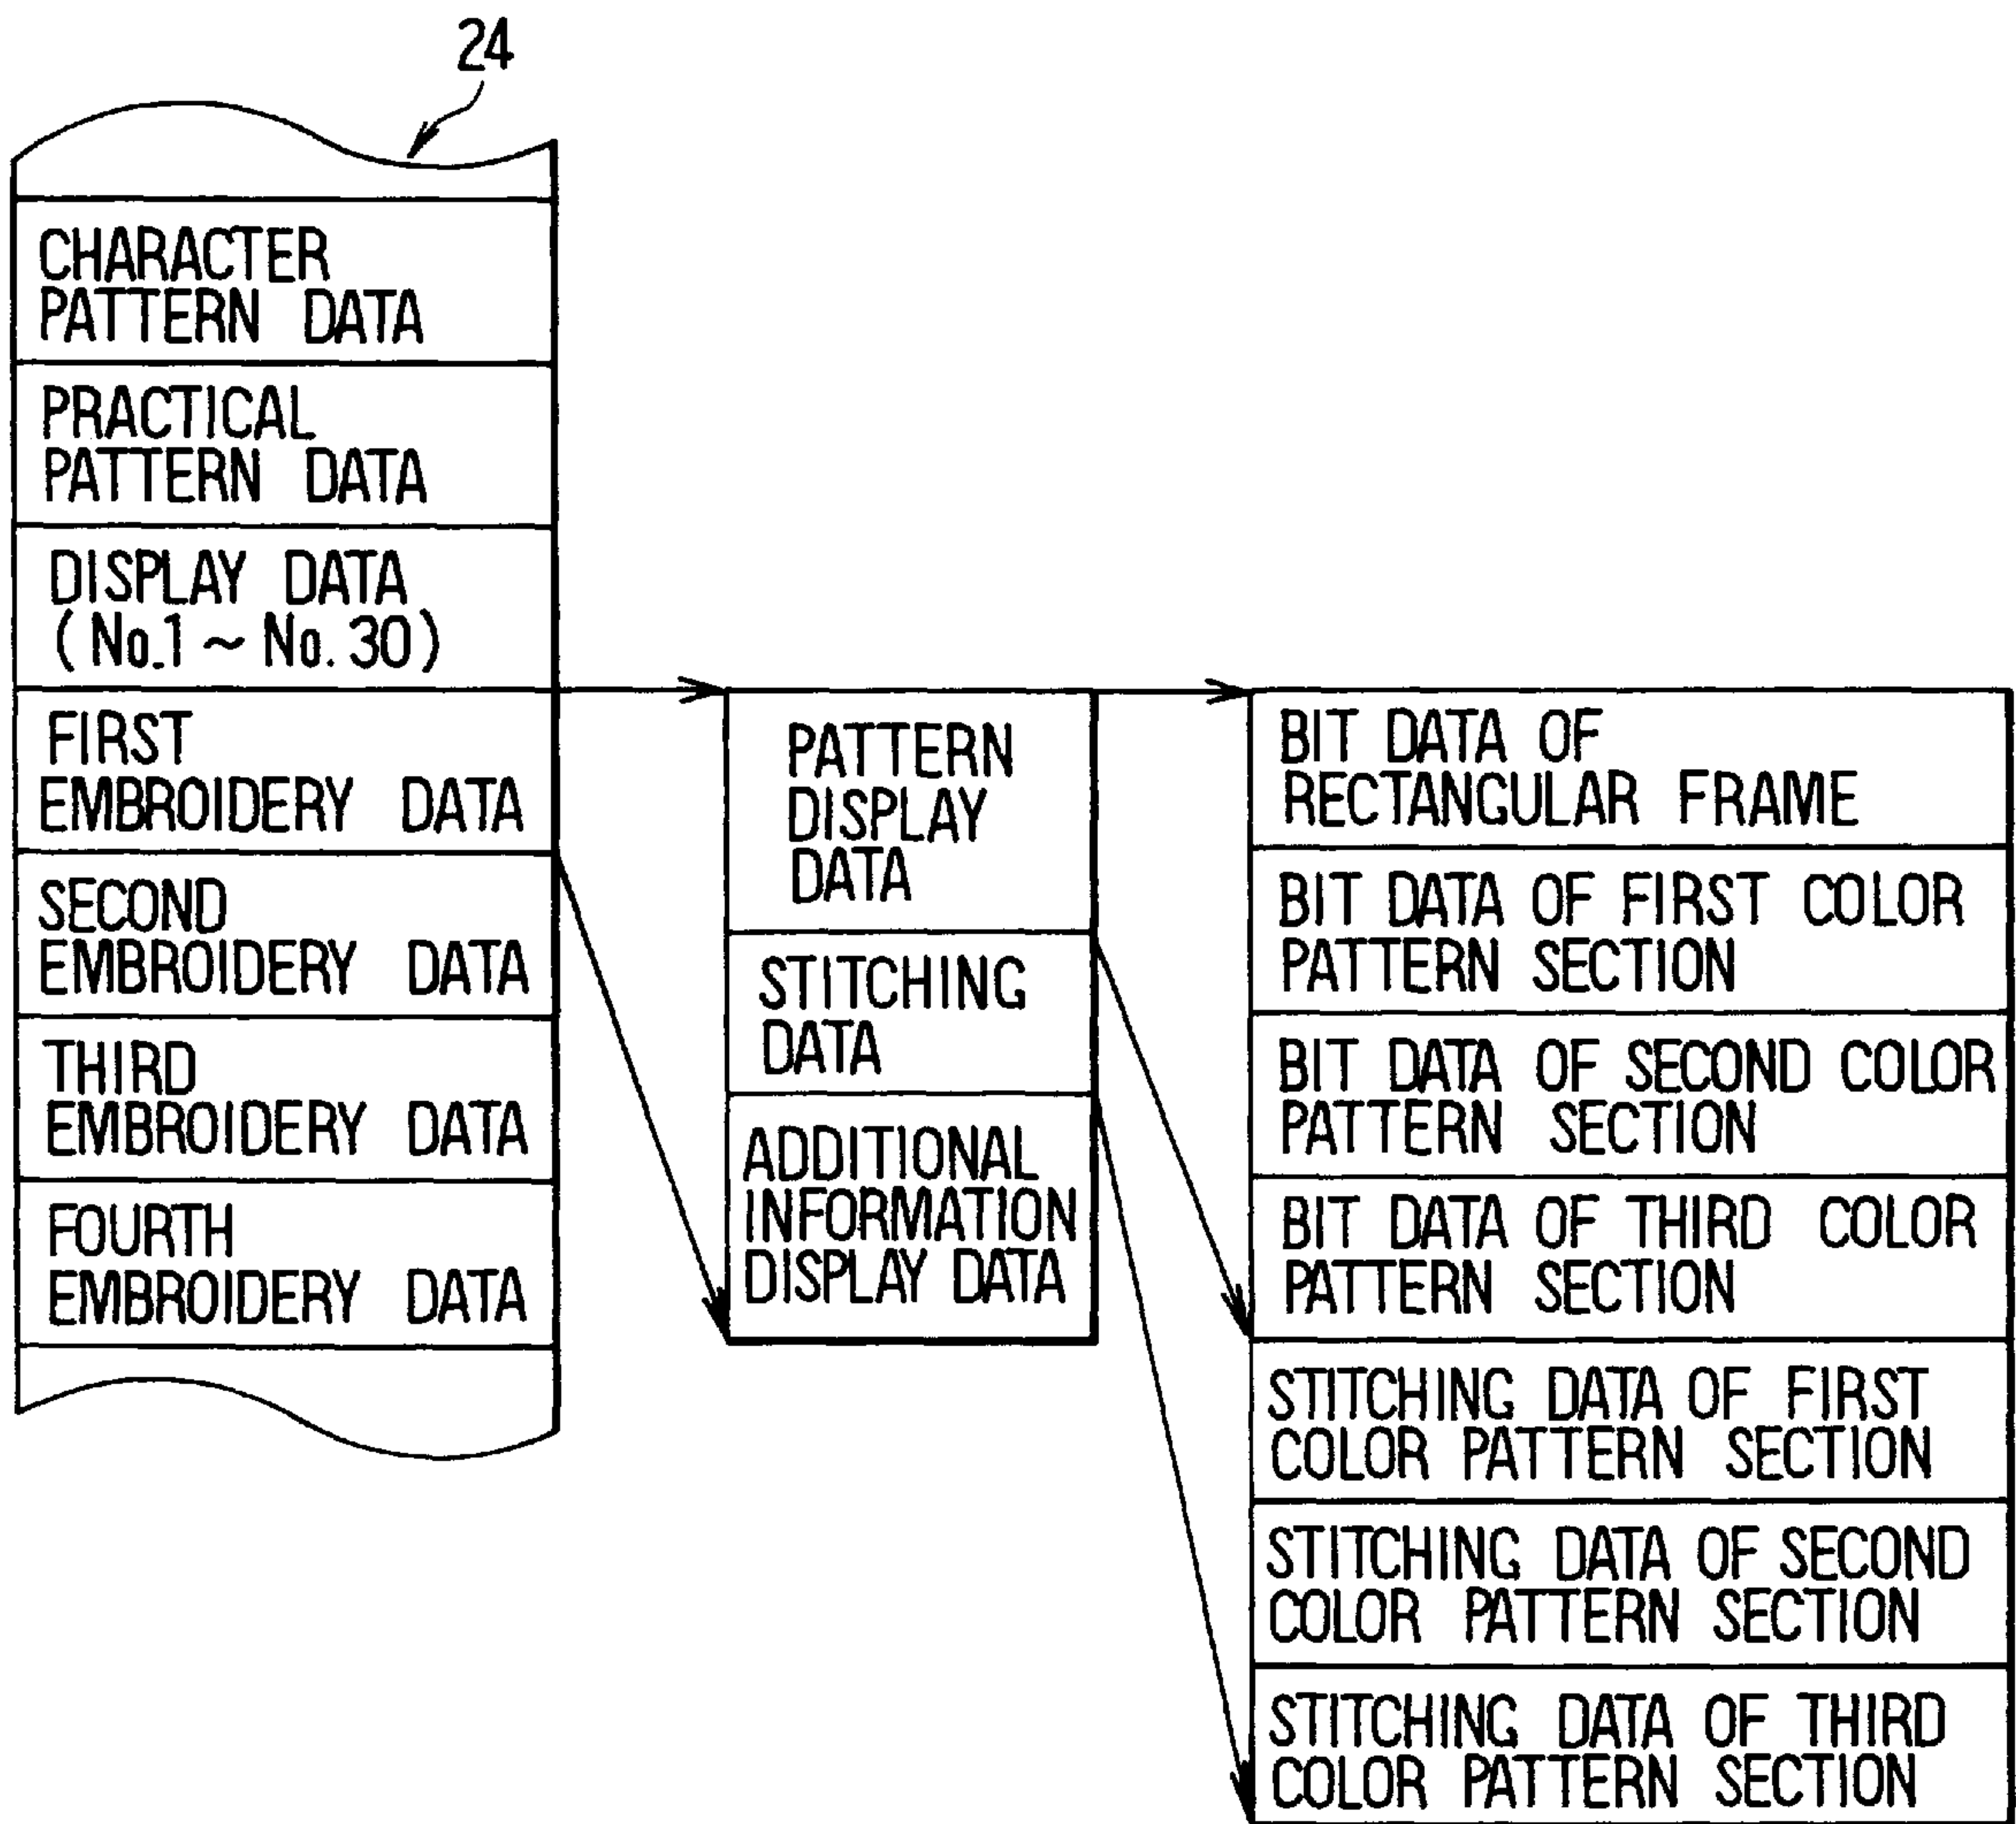 24
CHARACTER
PATTERN DATA
PRACTICAL
PATTERN DATA
DISPLAY DATA
(No.1 ~ No.30)
FIRST
EMBROIDERY DATA
SECOND
EMBROIDERY DATA
THIRD
EMBROIDERY DATA
FOURTH
EMBROIDERY DATA
PATTERN
DISPLAY
DATA
STITCHING
DATA
ADDITIONAL
INFORMATION
DISPLAY DATA
BIT DATA OF
RECTANGULAR FRAME
BIT DATA OF FIRST COLOR
PATTERN SECTION
BIT DATA OF SECOND COLOR
PATTERN SECTION
BIT DATA OF THIRD COLOR
PATTERN SECTION
STITCHING DATA OF FIRST
COLOR PATTERN SECTION
STITCHING DATA OF SECOND
COLOR PATTERN SECTION
STITCHING DATA OF THIRD
COLOR PATTERN SECTION